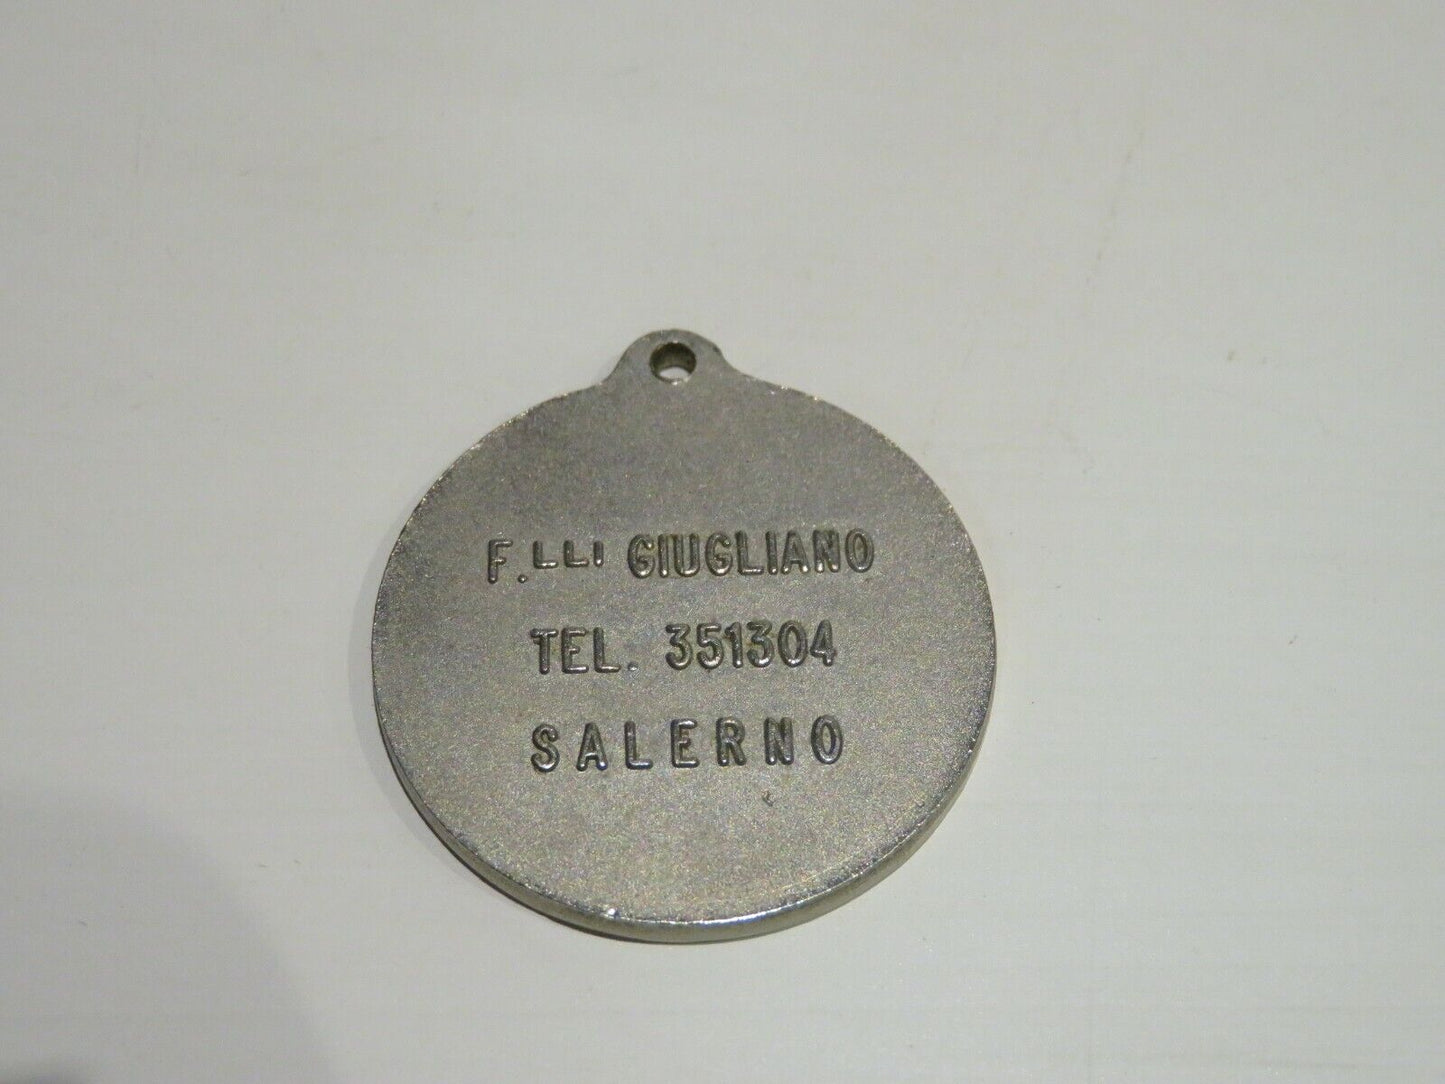 F.LLI GIUGLIANO
TEL. 351304
SALERNO